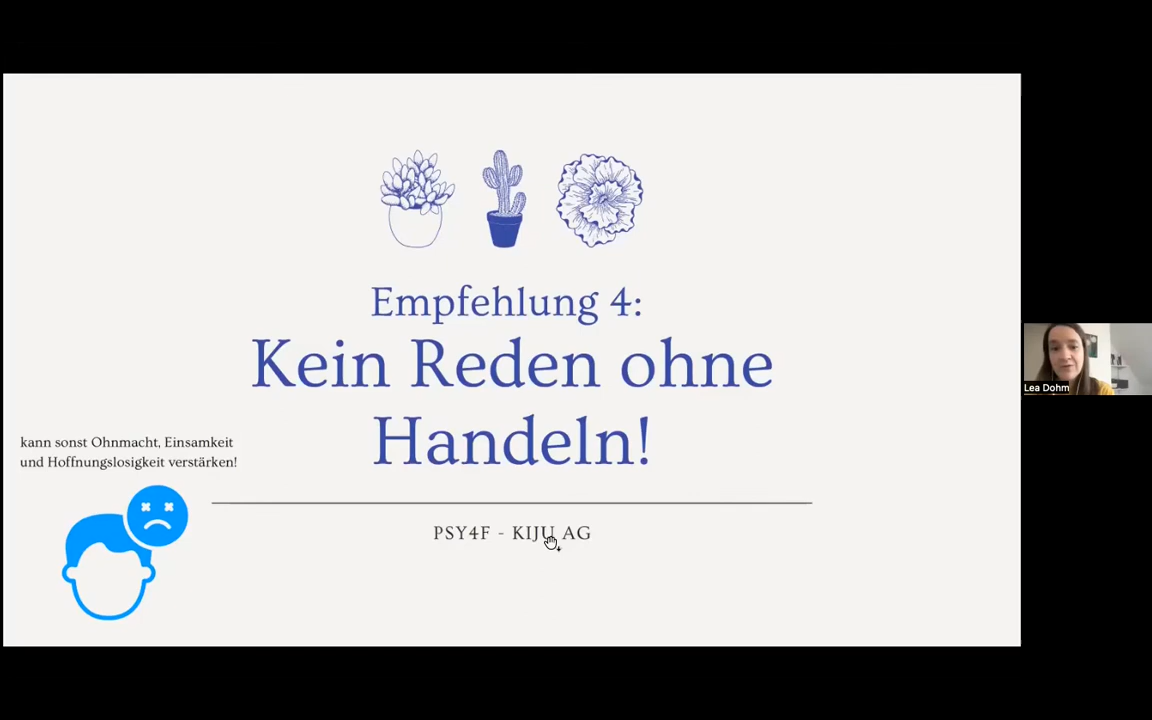 Empfehlung 4:
Kein Reden ohne
Handeln!
kann sonst Ohnmacht, Einsamkeit
und Hoffnungslosigkeit verstärken!
PSY4F - KIJU AG
Lea Dohm